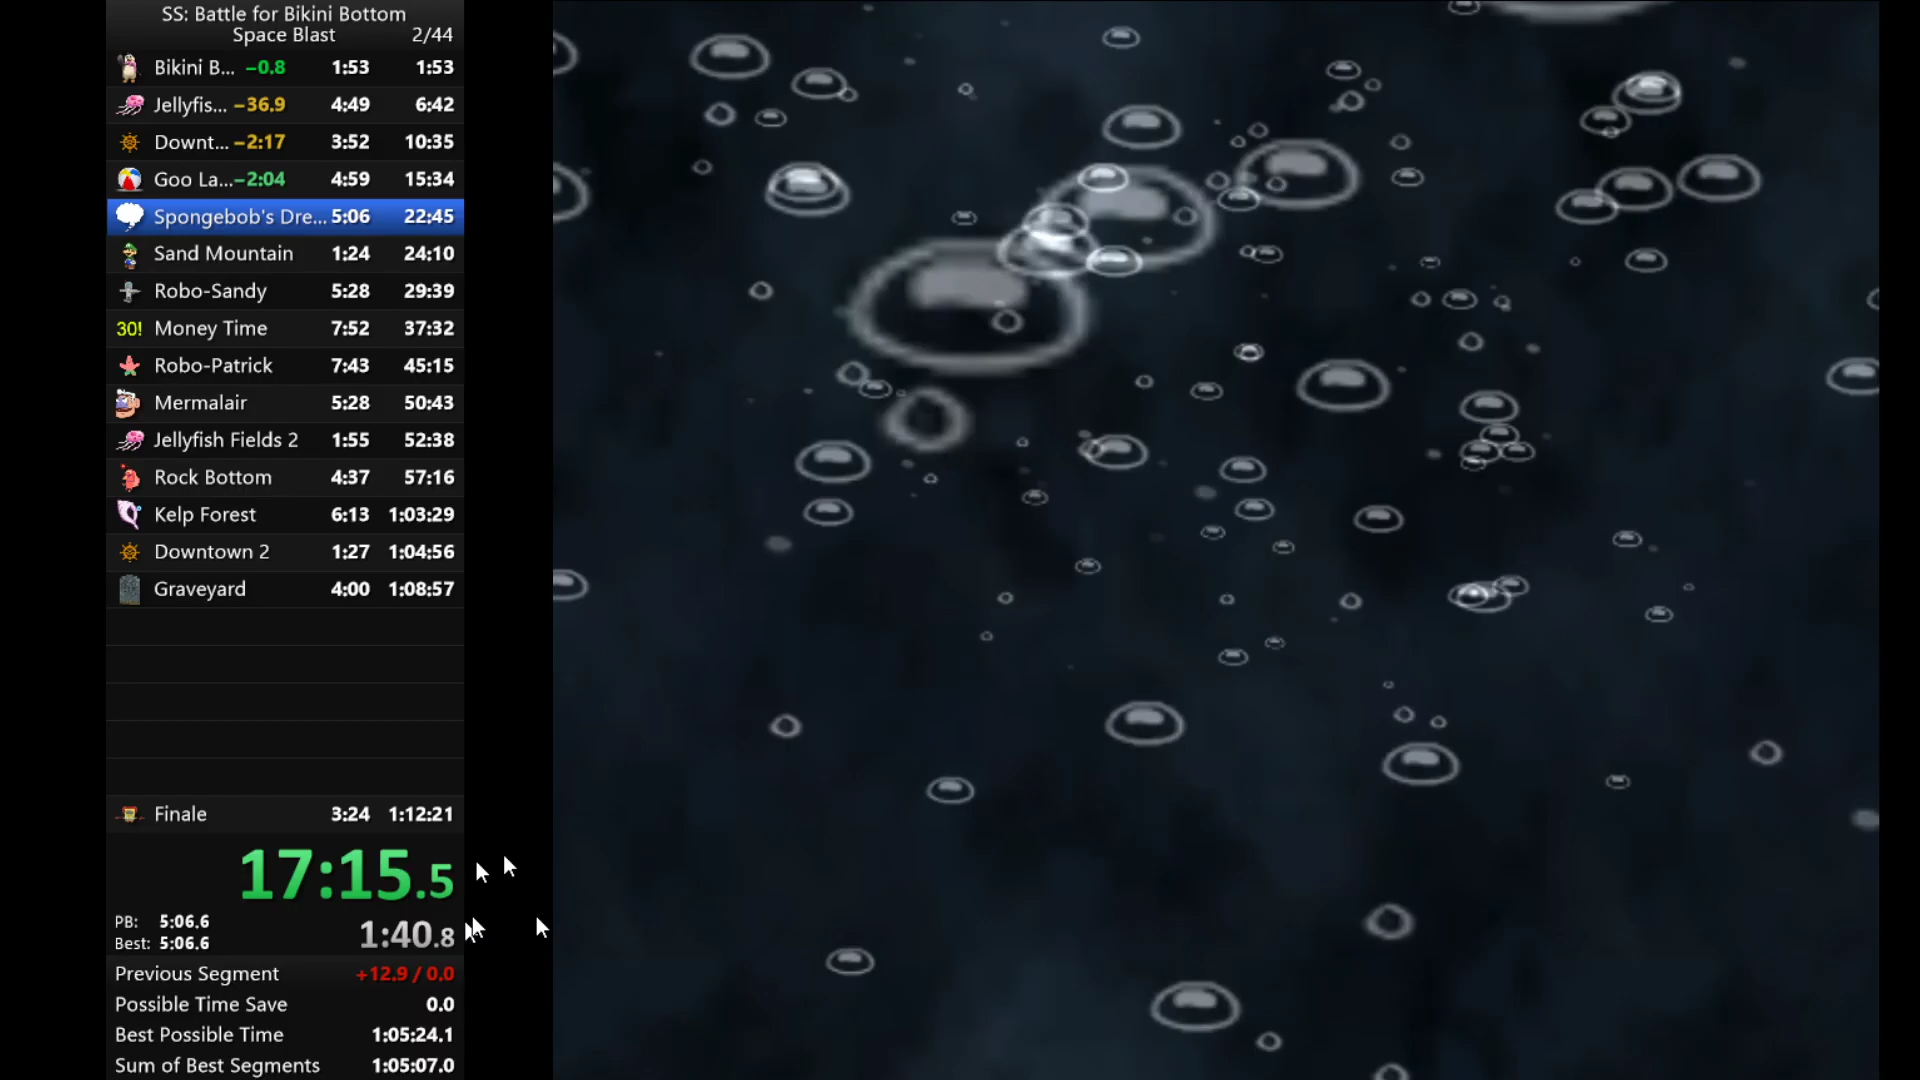 SS: Battle for Bikini Bottom
Space Blast 2/44
Bikini B... −0.8 1:53 1:53
Jellyfis... −36.9 4:49 6:42
Downt... −2:17 3:52 10:35
Goo La... −2:04 4:59 15:34
Spongebob's Dre... 5:06 22:45
Sand Mountain 1:24 24:10
Robo-Sandy 5:28 29:39
30! Money Time 7:52 37:32
Robo-Patrick 7:43 45:15
Mermalair 5:28 50:43
Jellyfish Fields 2 1:55 52:38
Rock Bottom 4:37 57:16
Kelp Forest 6:13 1:03:29
Downtown 2 1:27 1:04:56
Graveyard 4:00 1:08:57
Finale 3:24 1:12:21
17:15.5
PB: 5:06.6
Best: 5:06.6 1:40.8
Previous Segment +12.9 / 0.0
Possible Time Save 0.0
Best Possible Time 1:05:24.1
Sum of Best Segments 1:05:07.0